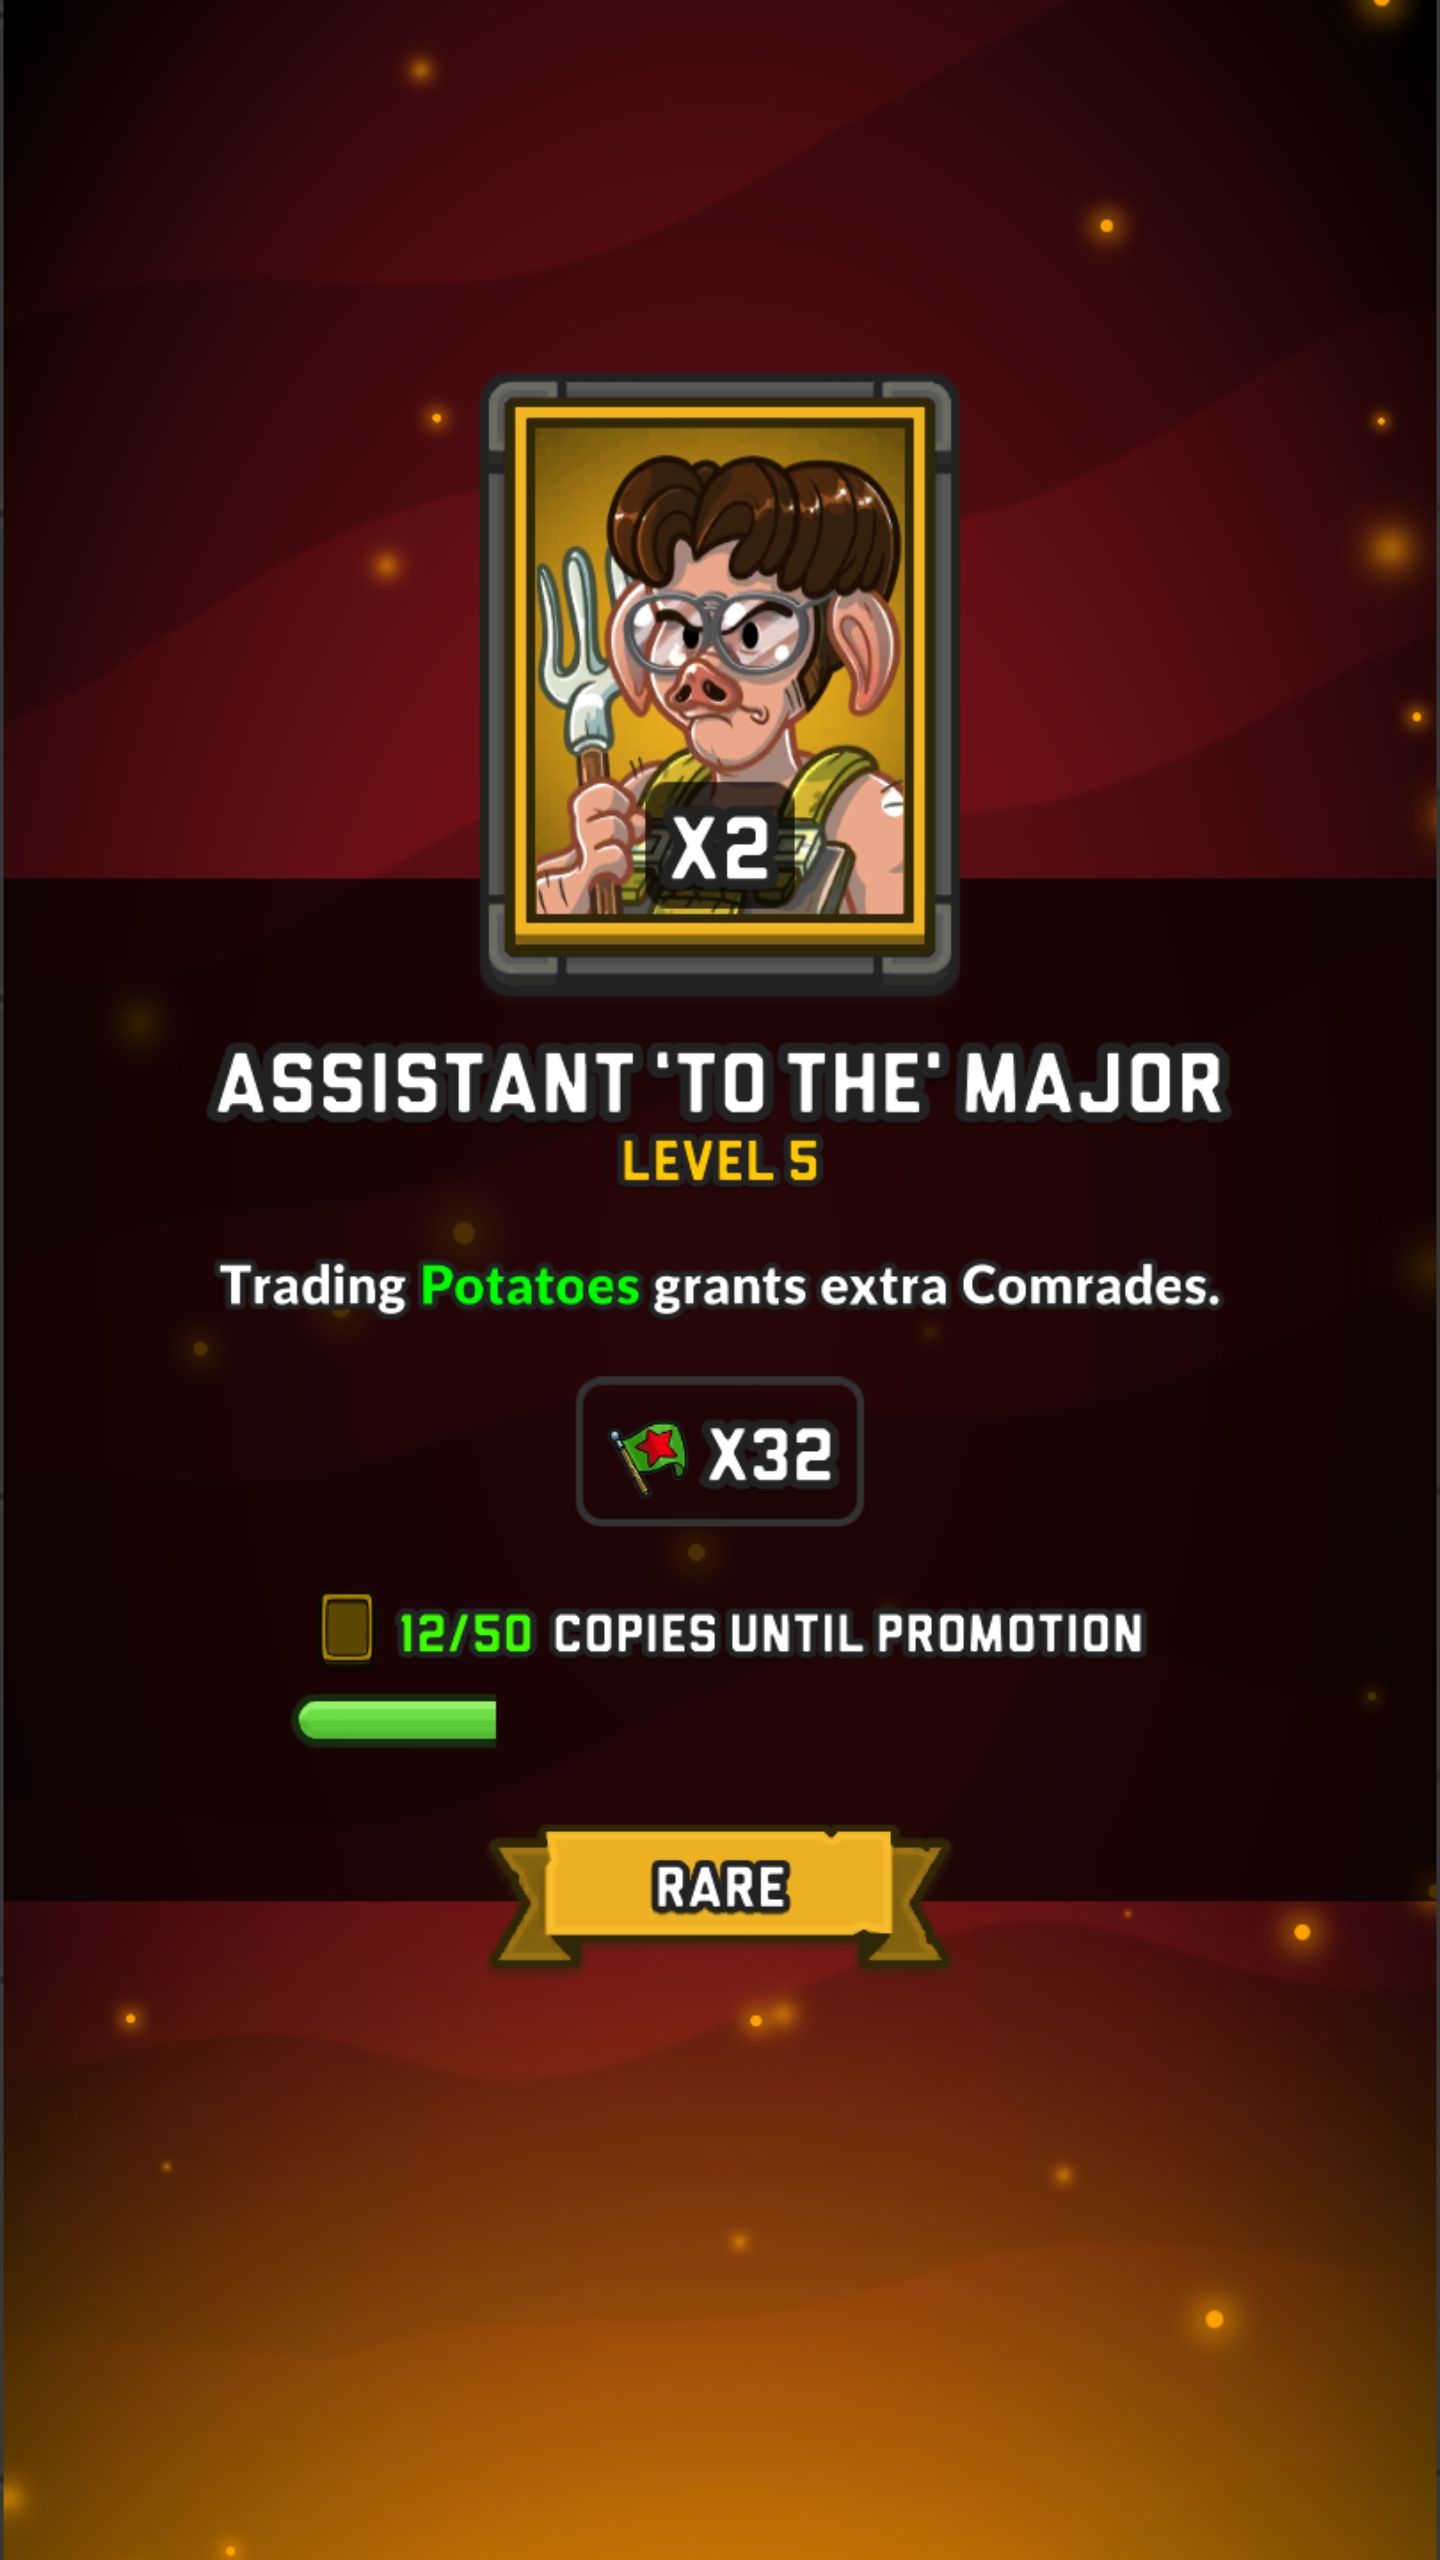 X2
ASSISTANT 'TO THE' MAJOR
LEVEL 5
Trading Potatoes grants extra Comrades.
X32
12/50 COPIES UNTIL PROMOTION
RARE